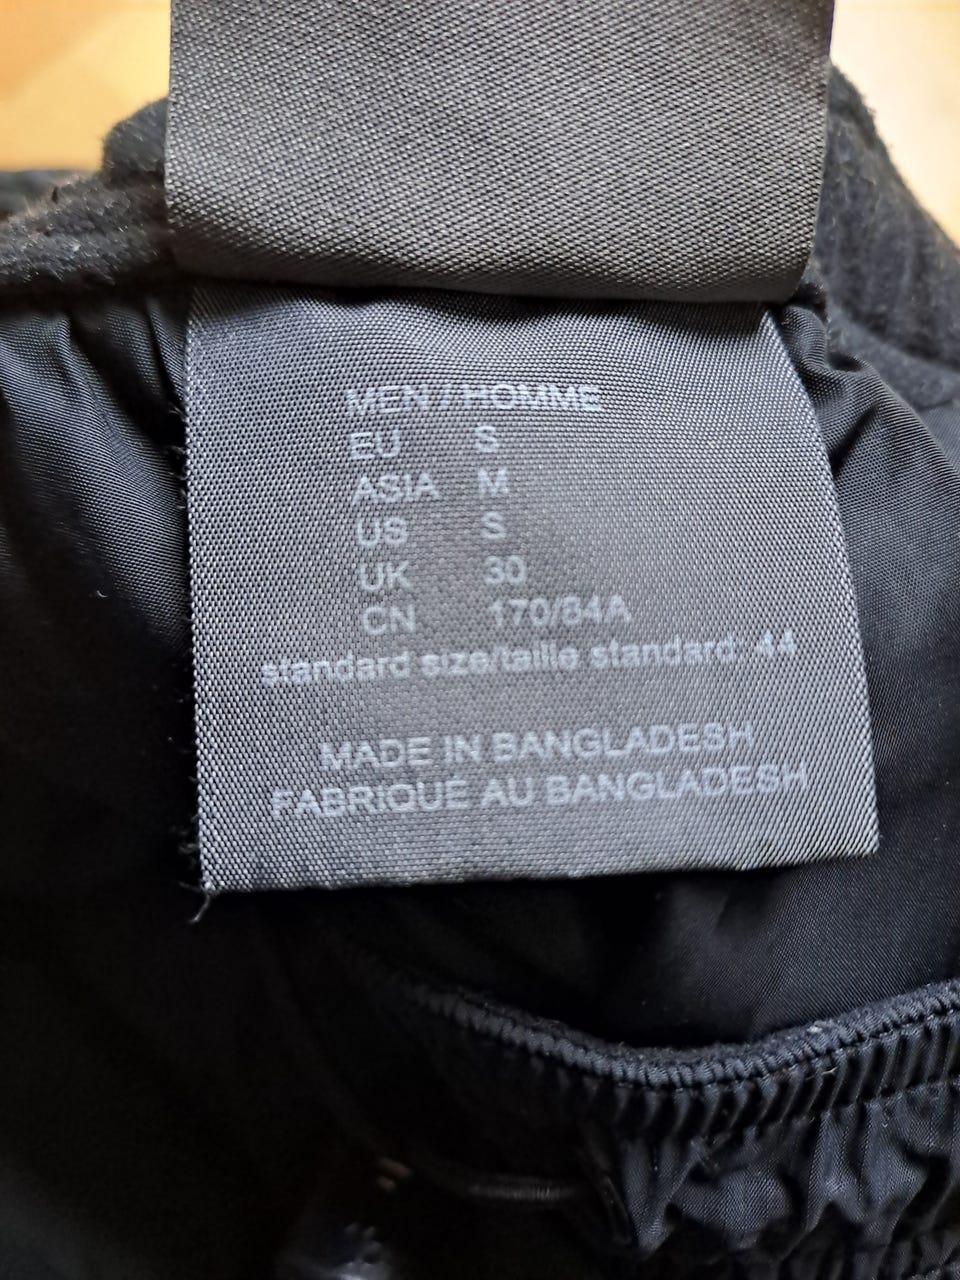 MEN / HOMME
EU S
ASIA M
US S
UK 30
CN 170/84A
standard size/taille standard: 44
MADE IN BANGLADESH
FABRIQUÉ AU BANGLADESH